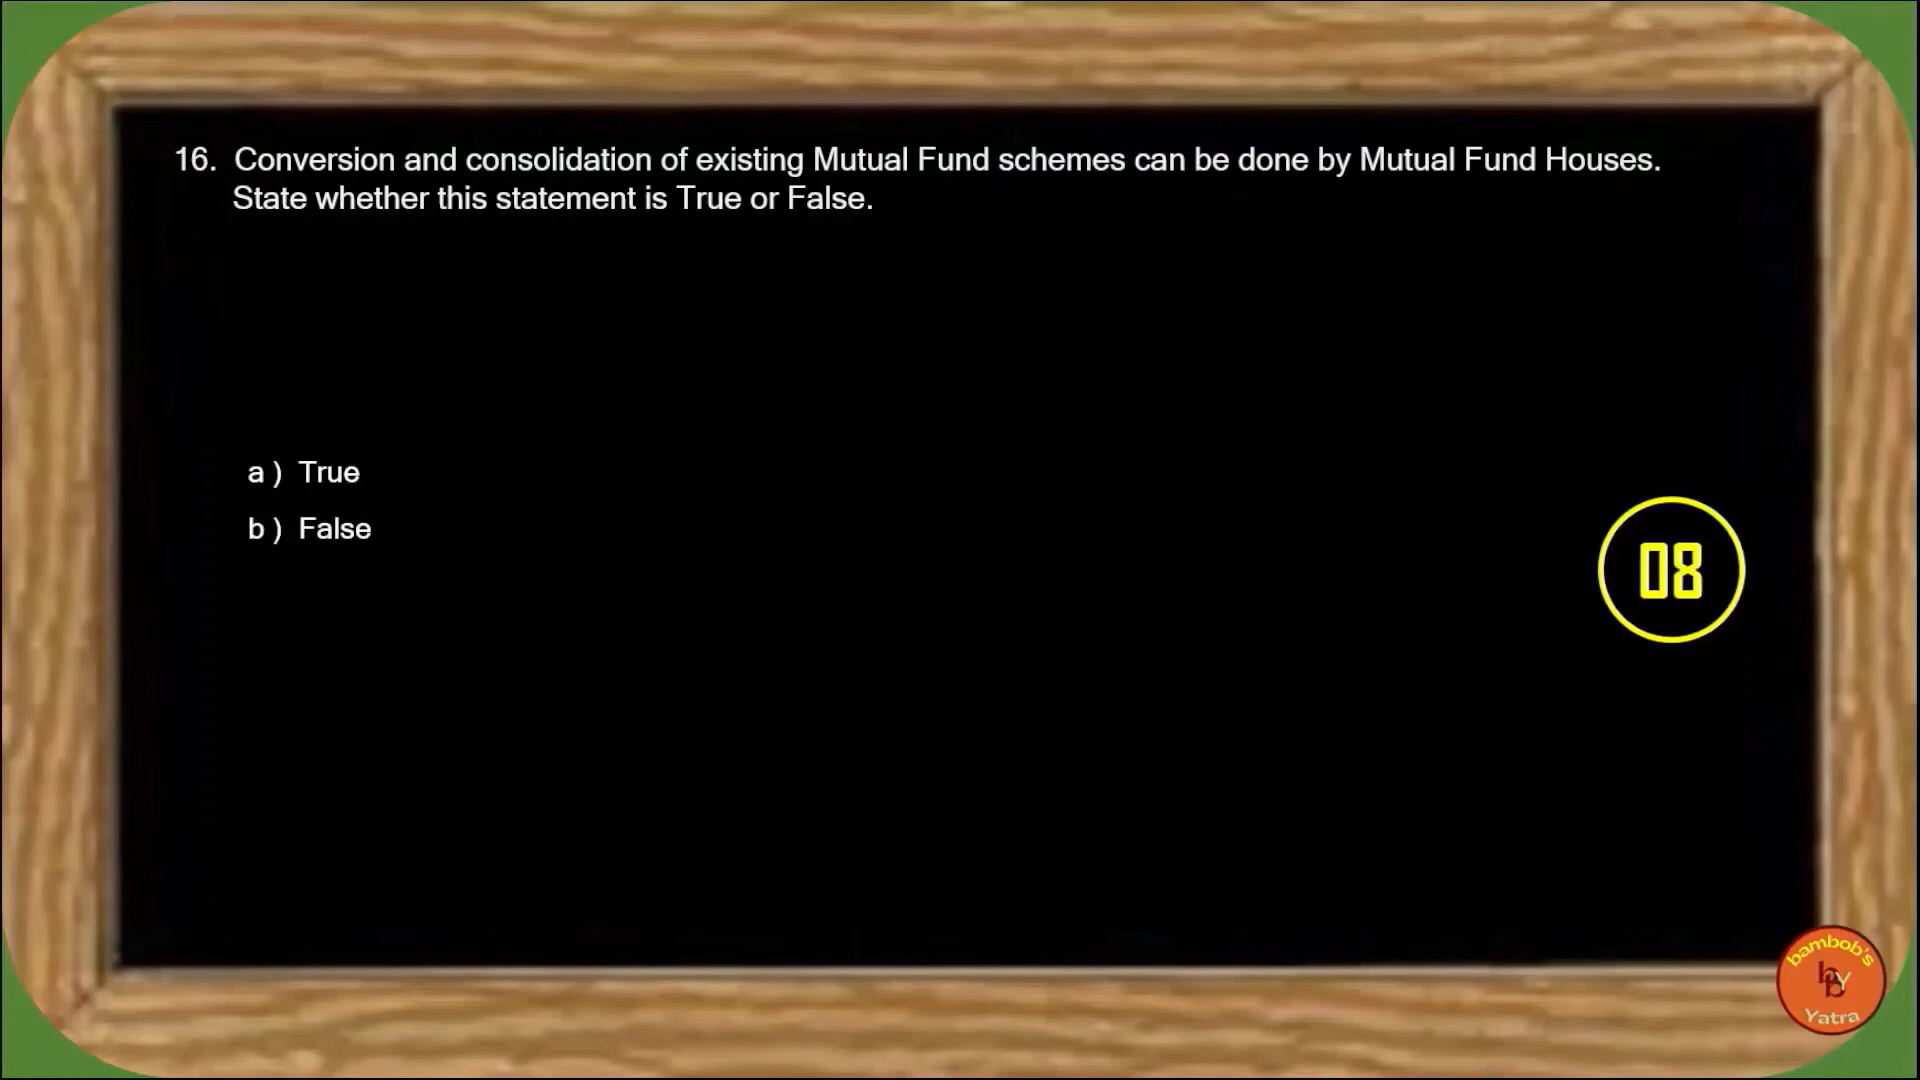 16. Conversion and consolidation of existing Mutual Fund schemes can be done by Mutual Fund Houses.
State whether this statement is True or False.
a ) True
b ) False
08
bambob's
bby
Yatra